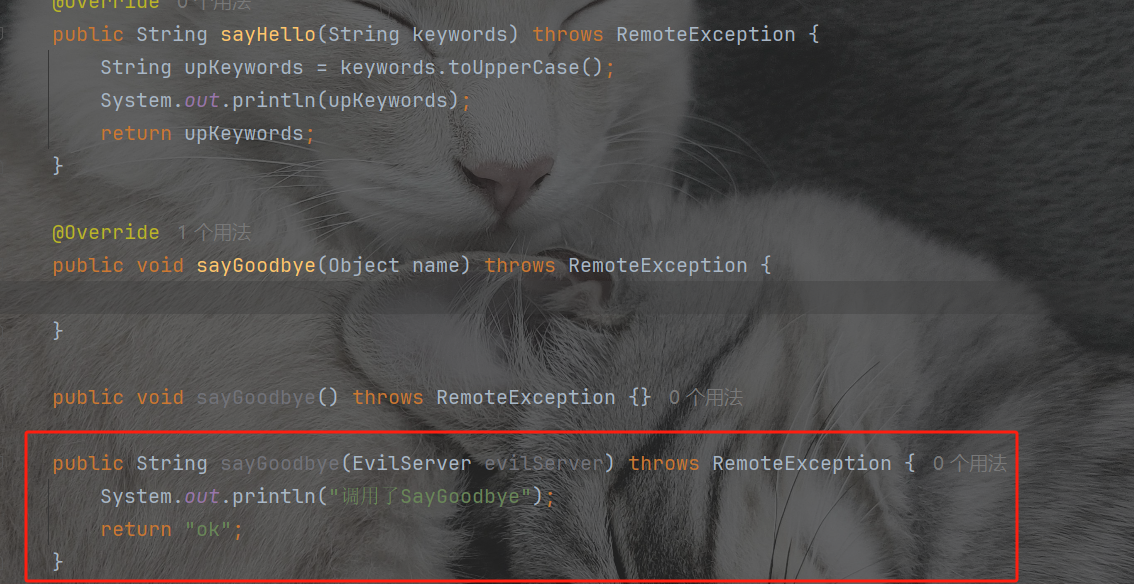 @Override 0个用法
public String sayHello(String keywords) throws RemoteException {
String upKeywords = keywords.toUpperCase();
System.out.println(upKeywords);
return upKeywords;
}
@Override 1个用法
public void sayGoodbye(Object name) throws RemoteException {
}
public void sayGoodbye() throws RemoteException {} 0个用法
public String sayGoodbye(EvilServer evilServer) throws RemoteException { 0个用法
System.out.println("调用了SayGoodbye");
return "ok";
}